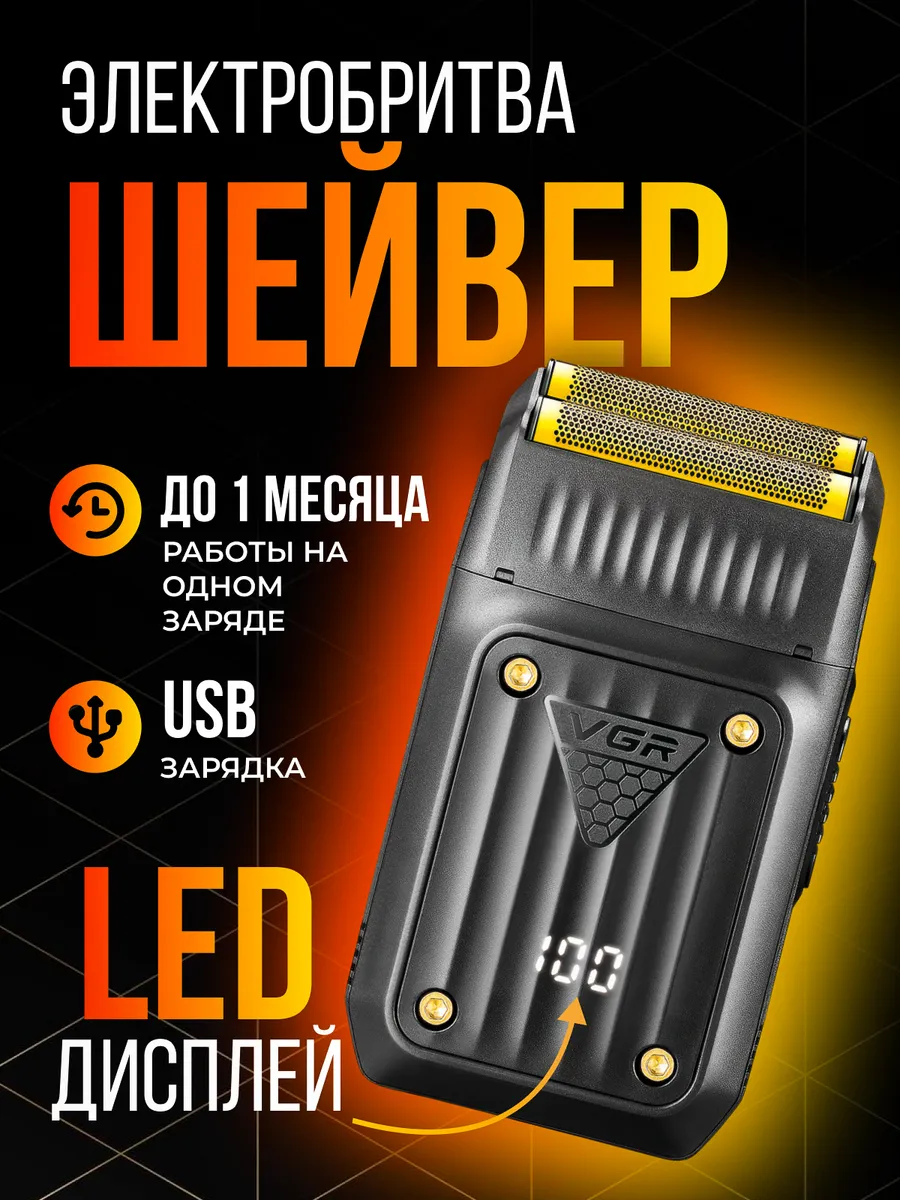 ЭЛЕКТРОБРИТВА
ШЕЙВЕР
ДО 1 МЕСЯЦА
РАБОТЫ НА
ОДНОМ
ЗАРЯДЕ
USB
ЗАРЯДКА
VGR
100
LED
ДИСПЛЕЙ